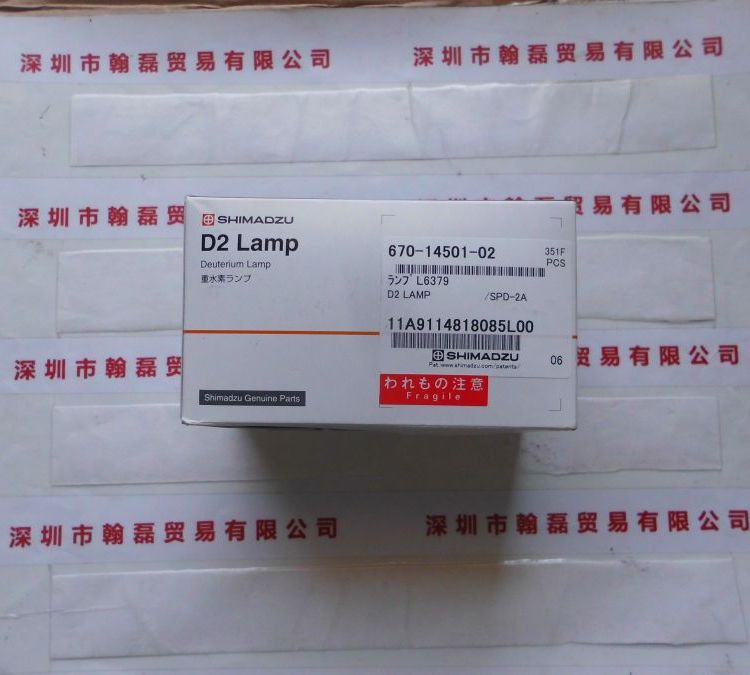 深圳市翰磊贸易有限公司 深圳市翰磊贸易有限公司
深圳市翰磊贸易有限公司
SHIMADZU
D2 Lamp
Deuterium Lamp
重水素ランプ
670-14501-02
351F
PCS
ランプ L6379
D2 LAMP /SPD-2A
11A9114818085L00
SHIMADZU
Pat. www.shimadzu.com/patents/
06
われもの注意
Fragile
Shimadzu Genuine Parts
贸易有限公司
深圳市翰磊 贸易有限公司
深圳市翰磊贸易有限公司 深圳市翰磊贸易有限公司